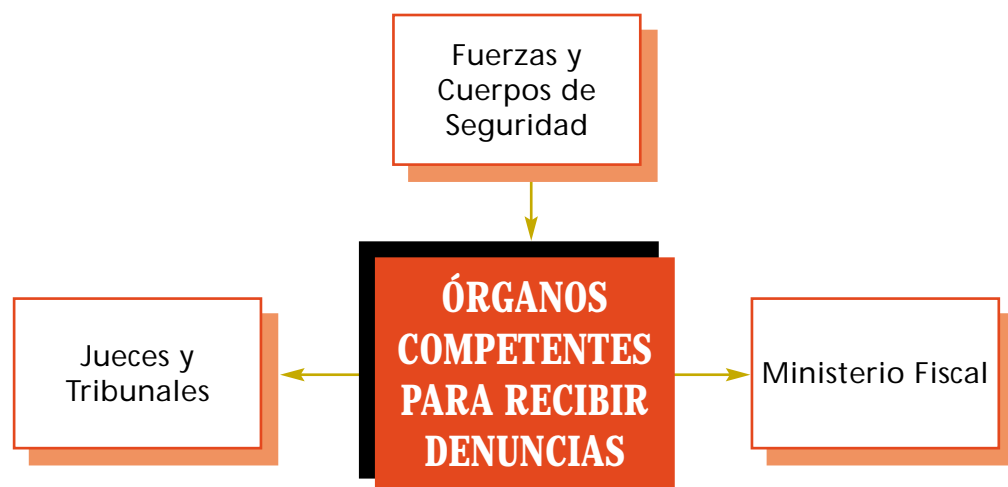 Fuerzas y
Cuerpos de
Seguridad
ÓRGANOS
COMPETENTES
PARA RECIBIR
DENUNCIAS
Jueces y
Tribunales
Ministerio Fiscal